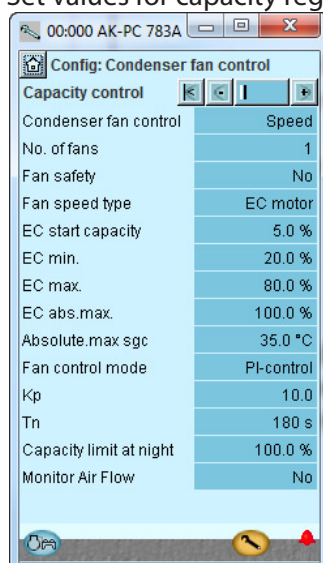 Set values for capacity reg
00:000 AK-PC 783A
Config: Condenser fan control
Capacity control
Condenser fan control Speed
No. of fans 1
Fan safety No
Fan speed type EC motor
EC start capacity 5.0 %
EC min. 20.0 %
EC max. 80.0 %
EC abs.max. 100.0 %
Absolute.max sgc 35.0 °C
Fan control mode PI-control
Kp 10.0
Tn 180 s
Capacity limit at night 100.0 %
Monitor Air Flow No